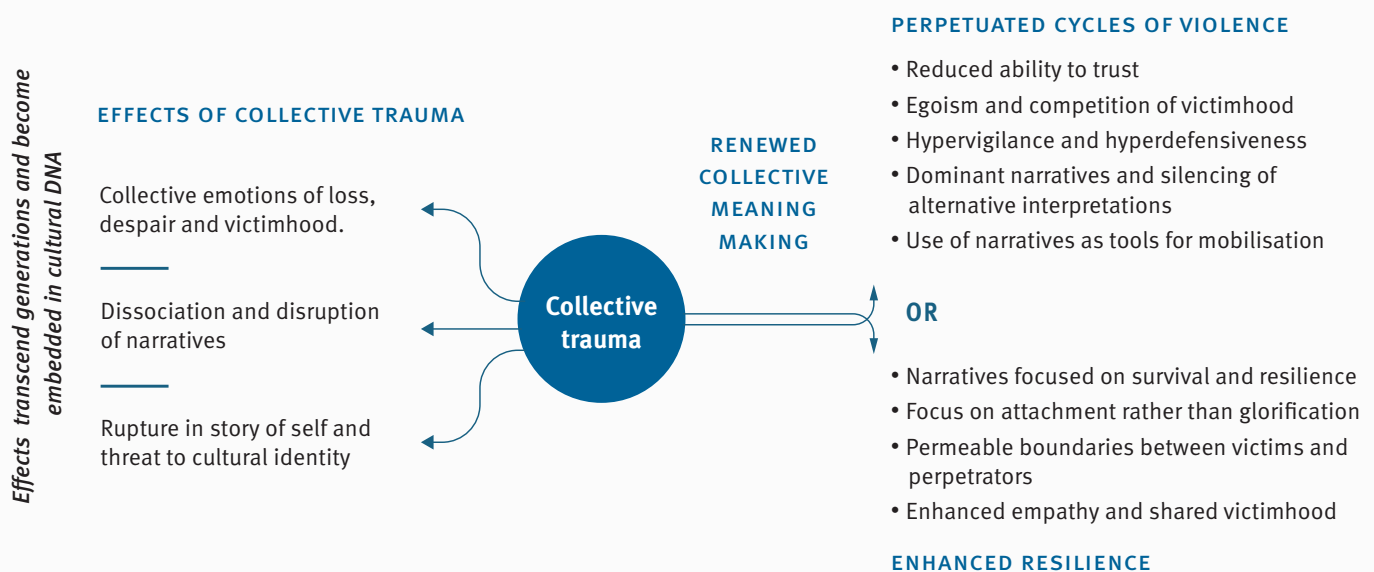 Effects transcend generations and become
embedded in cultural DNA
EFFECTS OF COLLECTIVE TRAUMA
Collective emotions of loss,
despair and victimhood.
Dissociation and disruption
of narratives
Rupture in story of self and
threat to cultural identity
Collective
trauma
RENEWED
COLLECTIVE
MEANING
MAKING
PERPETUATED CYCLES OF VIOLENCE
• Reduced ability to trust
• Egoism and competition of victimhood
• Hypervigilance and hyperdefensiveness
• Dominant narratives and silencing of
alternative interpretations
• Use of narratives as tools for mobilisation
OR
• Narratives focused on survival and resilience
• Focus on attachment rather than glorification
• Permeable boundaries between victims and
perpetrators
• Enhanced empathy and shared victimhood
ENHANCED RESILIENCE